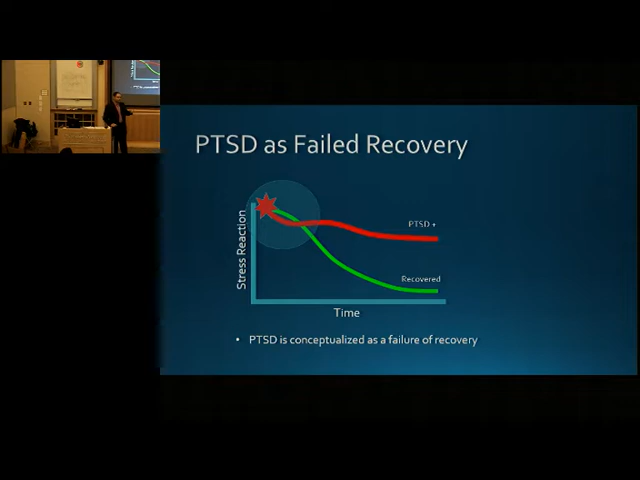 PTSD as Failed Recovery
PTSD +
Stress Reaction
Recovered
Time
• PTSD is conceptualized as a failure of recovery